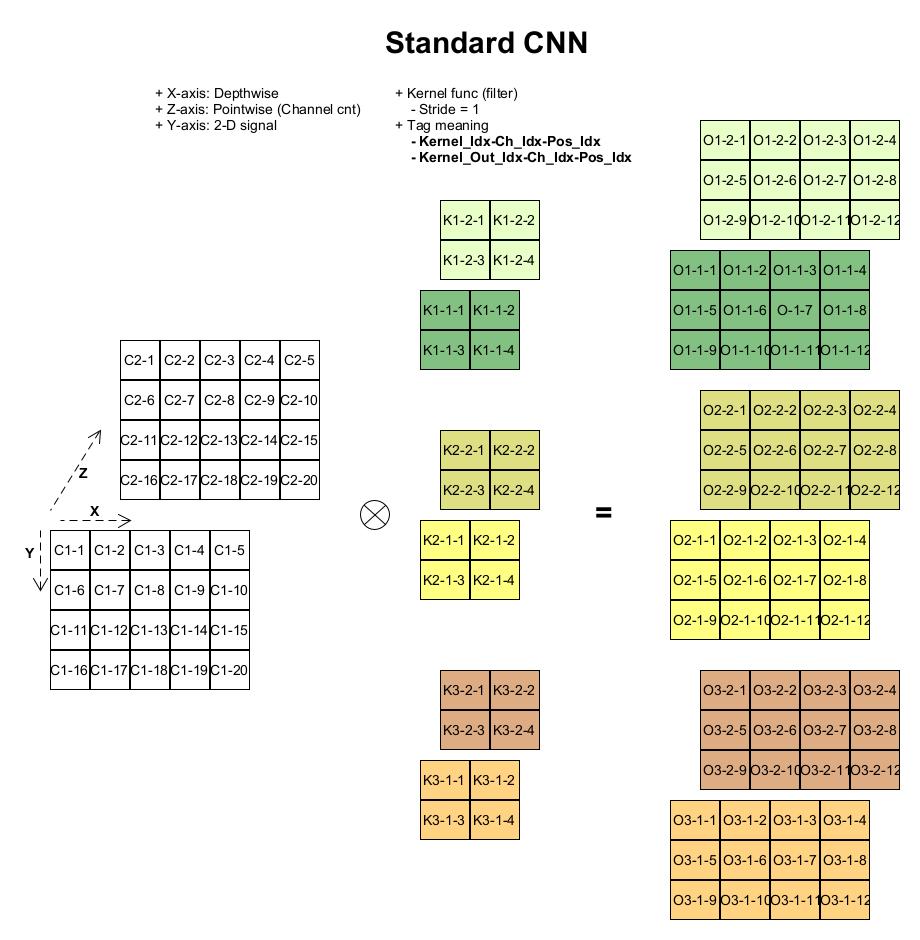 Standard CNN
+ X-axis: Depthwise
+ Z-axis: Pointwise (Channel cnt)
+ Y-axis: 2-D signal
+ Kernel func (filter)
- Stride = 1
+ Tag meaning
- Kernel_Idx-Ch_Idx-Pos_Idx
- Kernel_Out_Idx-Ch_Idx-Pos_Idx
C2-1 C2-2 C2-3 C2-4 C2-5
C2-6 C2-7 C2-8 C2-9 C2-10
C2-11 C2-12 C2-13 C2-14 C2-15
C2-16 C2-17 C2-18 C2-19 C2-20
Z
X
Y
C1-1 C1-2 C1-3 C1-4 C1-5
C1-6 C1-7 C1-8 C1-9 C1-10
C1-11 C1-12 C1-13 C1-14 C1-15
C1-16 C1-17 C1-18 C1-19 C1-20
K1-2-1 K1-2-2
K1-2-3 K1-2-4
K1-1-1 K1-1-2
K1-1-3 K1-1-4
K2-2-1 K2-2-2
K2-2-3 K2-2-4
K2-1-1 K2-1-2
K2-1-3 K2-1-4
K3-2-1 K3-2-2
K3-2-3 K3-2-4
K3-1-1 K3-1-2
K3-1-3 K3-1-4
=
O1-2-1 O1-2-2 O1-2-3 O1-2-4
O1-2-5 O1-2-6 O1-2-7 O1-2-8
O1-2-9 O1-2-10 O1-2-11 O1-2-12
O1-1-1 O1-1-2 O1-1-3 O1-1-4
O1-1-5 O1-1-6 O-1-7 O1-1-8
O1-1-9 O1-1-10 O1-1-11 O1-1-12
O2-2-1 O2-2-2 O2-2-3 O2-2-4
O2-2-5 O2-2-6 O2-2-7 O2-2-8
O2-2-9 O2-2-10 O2-2-11 O2-2-12
O2-1-1 O2-1-2 O2-1-3 O2-1-4
O2-1-5 O2-1-6 O2-1-7 O2-1-8
O2-1-9 O2-1-10 O2-1-11 O2-1-12
O3-2-1 O3-2-2 O3-2-3 O3-2-4
O3-2-5 O3-2-6 O3-2-7 O3-2-8
O3-2-9 O3-2-10 O3-2-11 O3-2-12
O3-1-1 O3-1-2 O3-1-3 O3-1-4
O3-1-5 O3-1-6 O3-1-7 O3-1-8
O3-1-9 O3-1-10 O3-1-11 O3-1-12